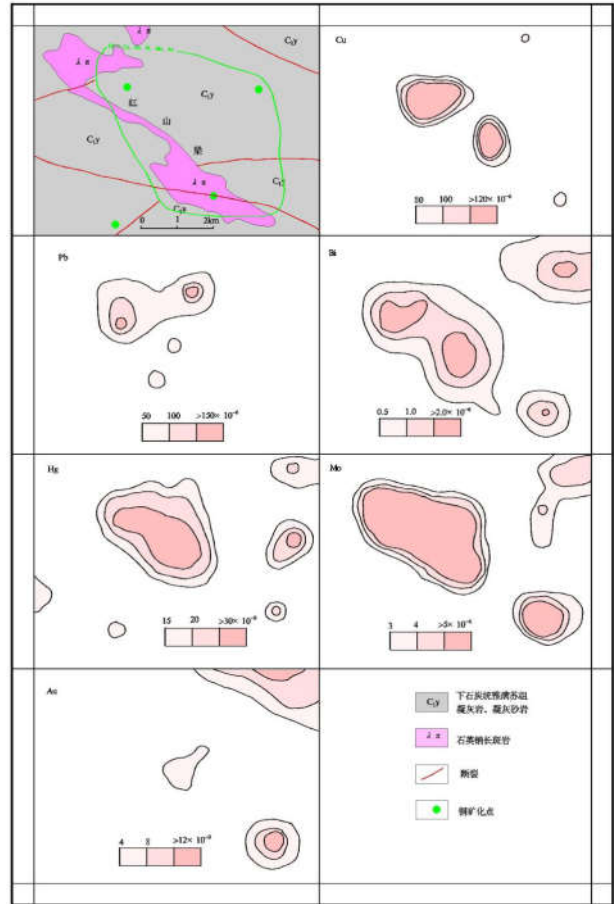 λπ
C₁y
λπ
C₁y
红
山
C₁y
梁
C₁y
λπ
C₁y
0 1 2km
Cu
50 100 >120×10⁻⁶
Pb
50 100 >150×10⁻⁶
Bi
0.5 1.0 >2.0×10⁻⁶
Hg
15 20 >30×10⁻⁹
Mo
3 4 >5×10⁻⁶
Au
4 8 >12×10⁻⁹
C₁y 下石炭统雅满苏组
凝灰岩、凝灰砂岩
λπ 石英钠长斑岩
断裂
铜矿化点